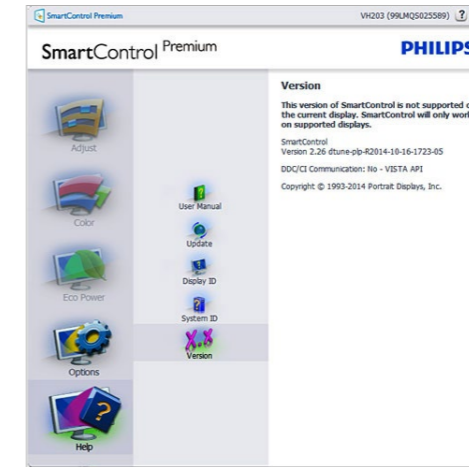 SmartControl Premium
VH203 (99LMQS025589) ?
SmartControl Premium
PHILIPS
Adjust
Color
Eco Power
Options
Help
User Manual
Update
Display ID
System ID
Version
Version
This version of SmartControl is not supported
the current display. SmartControl will only work
on supported displays.
SmartControl
Version 2.26 dtune-plp-R2014-10-16-1723-05
DDC/CI Communication: No - VISTA API
Copyright © 1993-2014 Portrait Displays, Inc.